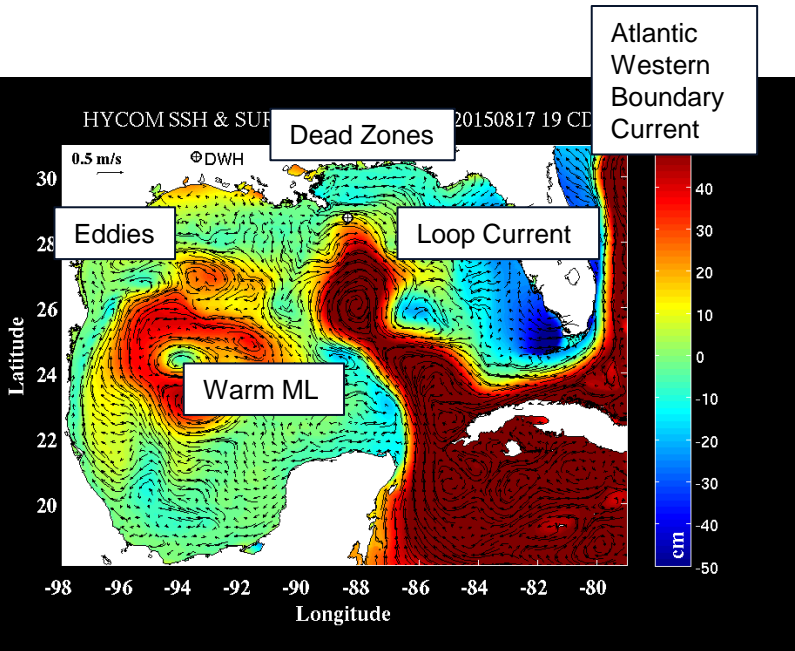 Atlantic
Western
Boundary
Current
HYCOM SSH & SUR
20150817 19 CD
Dead Zones
0.5 m/s
DWH
Eddies
Loop Current
Warm ML
30
28
26
24
22
20
Latitude
-98 -96 -94 -92 -90 -88 -86 -84 -82 -80
Longitude
40
30
20
10
0
-10
-20
-30
-40
-50
cm